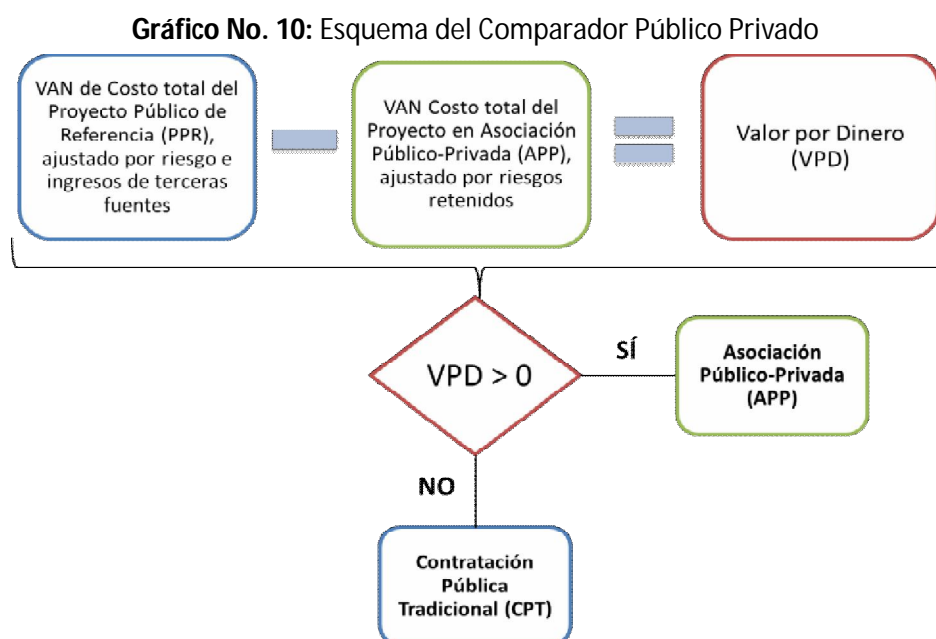 Gráfico No. 10: Esquema del Comparador Público Privado
VAN de Costo total del
Proyecto Público de
Referencia (PPR),
ajustado por riesgo e
ingresos de terceras
fuentes
VAN Costo total del
Proyecto en Asociación
Público-Privada (APP),
ajustado por riesgos
retenidos
Valor por Dinero
(VPD)
VPD > 0
SÍ
Asociación
Público-Privada
(APP)
NO
Contratación
Pública
Tradicional (CPT)